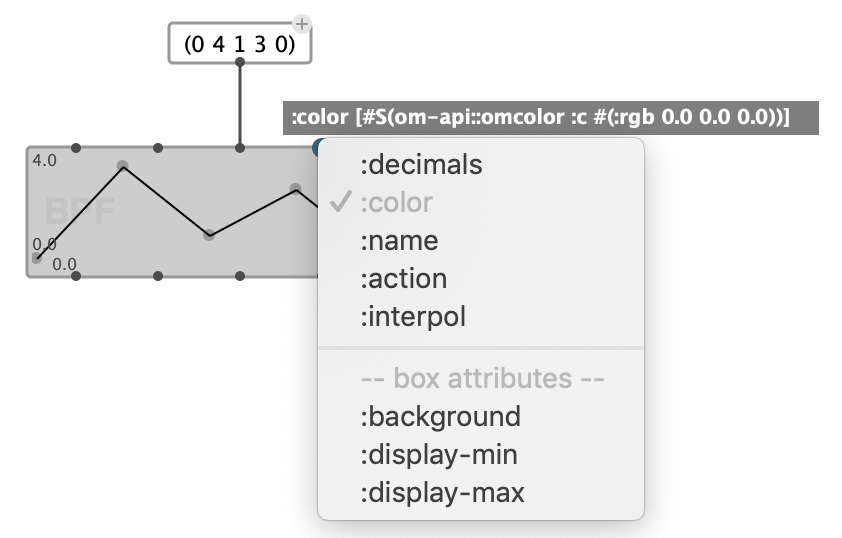 (0 4 1 3 0)
:color [#S(om-api::omcolor :c #(:rgb 0.0 0.0 0.0))]
4.0
BPF
0.0
0.0
:decimals
:color
:name
:action
:interpol
-- box attributes --
:background
:display-min
:display-max